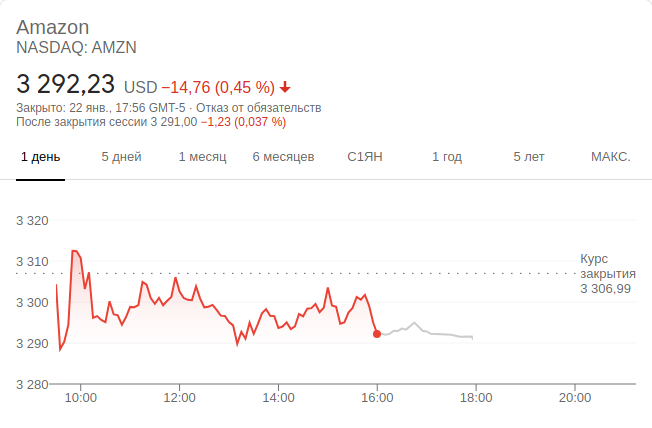 Amazon
NASDAQ: AMZN
3 292,23 USD −14,76 (0,45 %)
Закрыто: 22 янв., 17:56 GMT-5 · Отказ от обязательств
После закрытия сессии 3 291,00 −1,23 (0,037 %)
1 день 5 дней 1 месяц 6 месяцев С1ЯН 1 год 5 лет МАКС.
3 320
3 310
3 300
3 290
3 280
Курс
закрытия
3 306,99
10:00 12:00 14:00 16:00 18:00 20:00